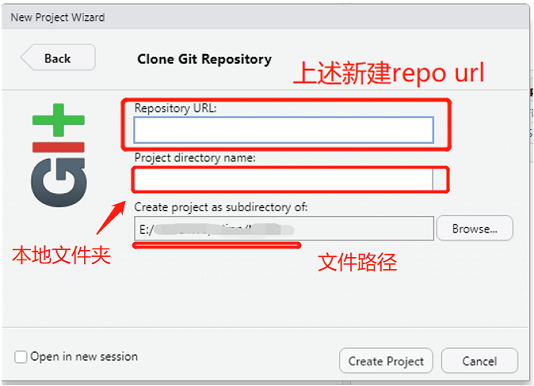 New Project Wizard
Back
Clone Git Repository
上述新建repo url
Repository URL:
Project directory name:
Create project as subdirectory of:
E:/
Browse...
本地文件夹
文件路径
Open in new session
Create Project
Cancel
Git